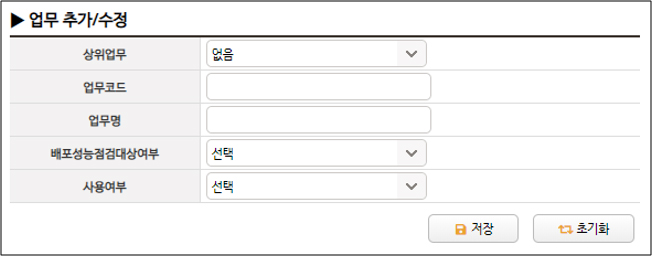 ▶ 업무 추가/수정
상위업무 없음
업무코드
업무명
배포성능점검대상여부 선택
사용여부 선택
저장 초기화